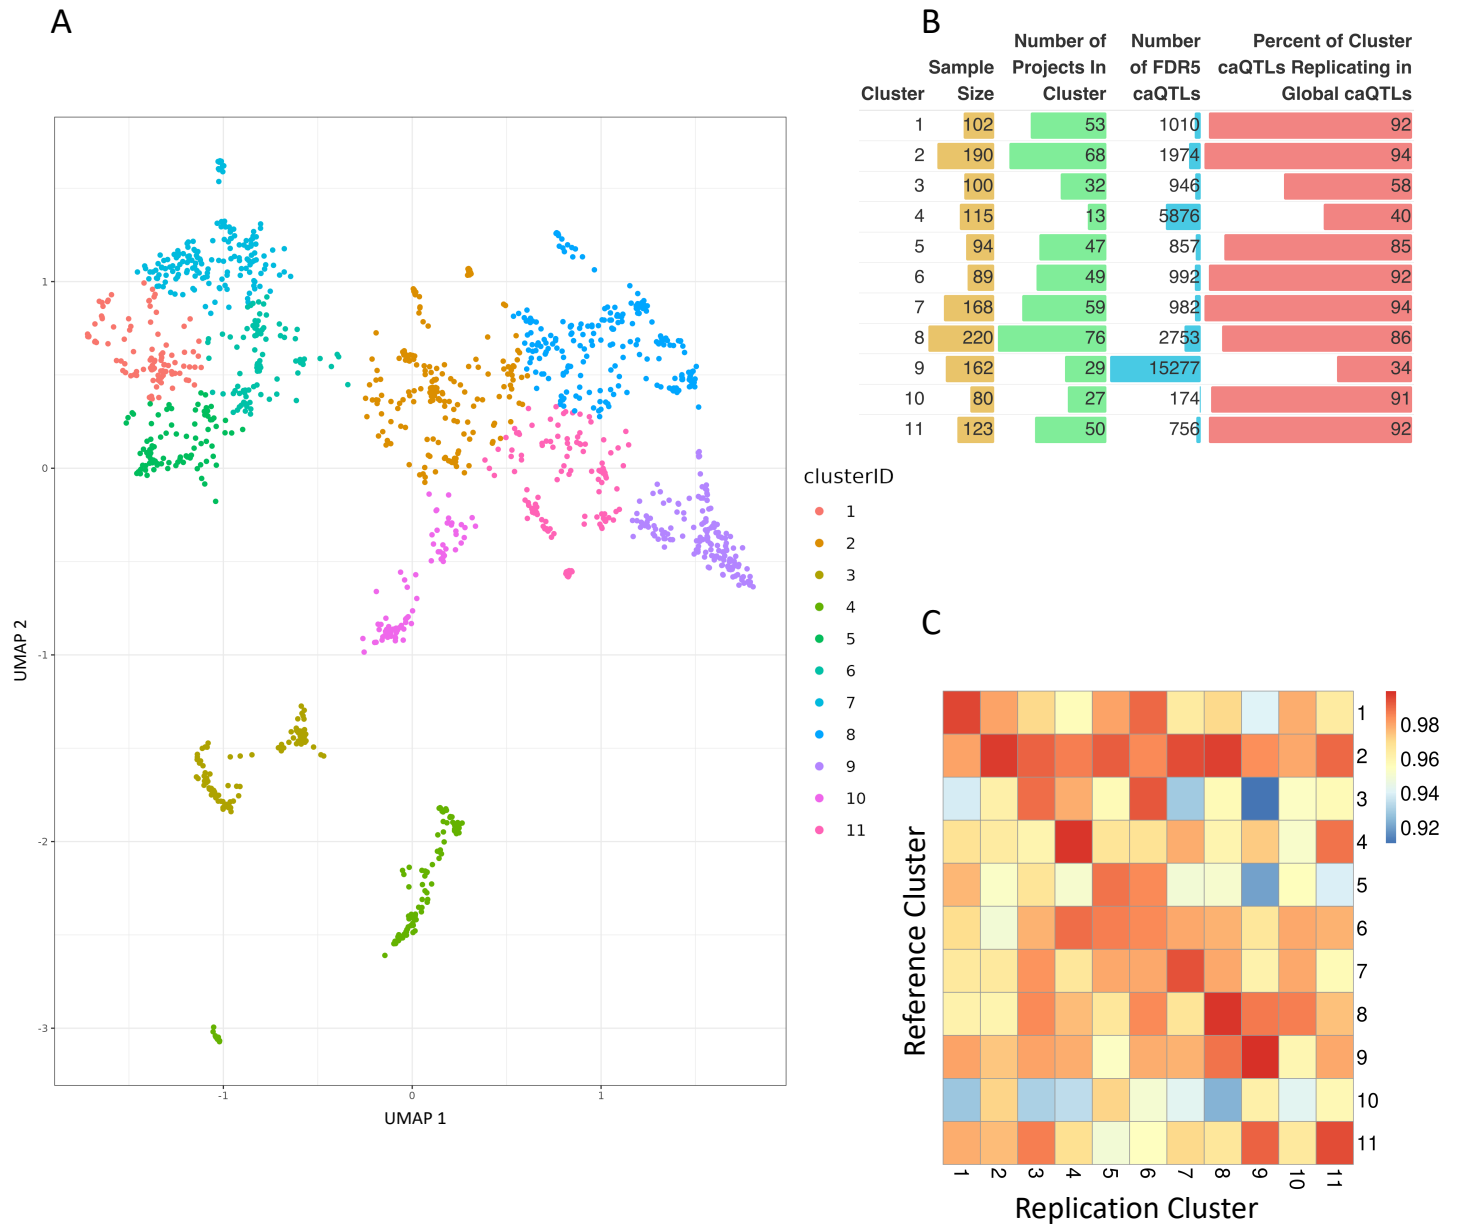 A
1
0
-1
-2
-3
-1
0
1
UMAP 2
UMAP 1
clusterID
1
2
3
4
5
6
7
8
9
10
11
B
Number of Number Percent of Cluster
Sample Projects In of FDR5 caQTLs Replicating in
Cluster Size Cluster caQTLs Global caQTLs
1 102 53 1010 92
2 190 68 1974 94
3 100 32 946 58
4 115 13 5876 40
5 94 47 857 85
6 89 49 992 92
7 168 59 982 94
8 220 76 2753 86
9 162 29 15277 34
10 80 27 174 91
11 123 50 756 92
C
1
2
3
4
5
6
7
8
9
10
11
0.98
0.96
0.94
0.92
Reference Cluster
1 2 3 4 5 6 7 8 9 10 11
Replication Cluster